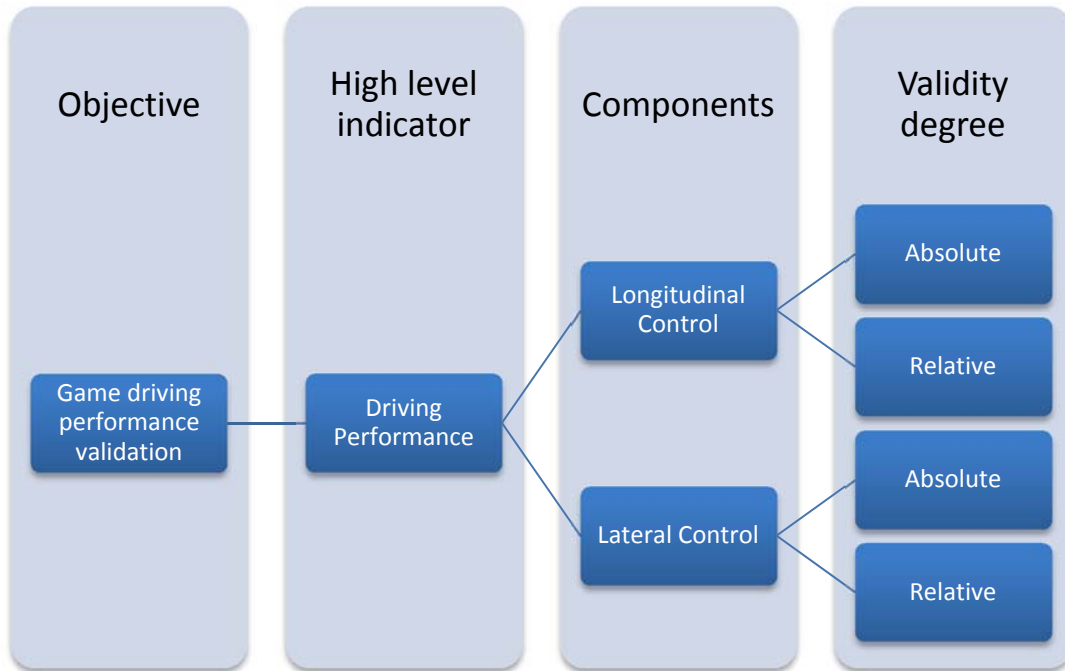 Objective
High level
indicator
Components
Validity
degree
Game driving
performance
validation
Driving
Performance
Longitudinal
Control
Lateral Control
Absolute
Relative
Absolute
Relative